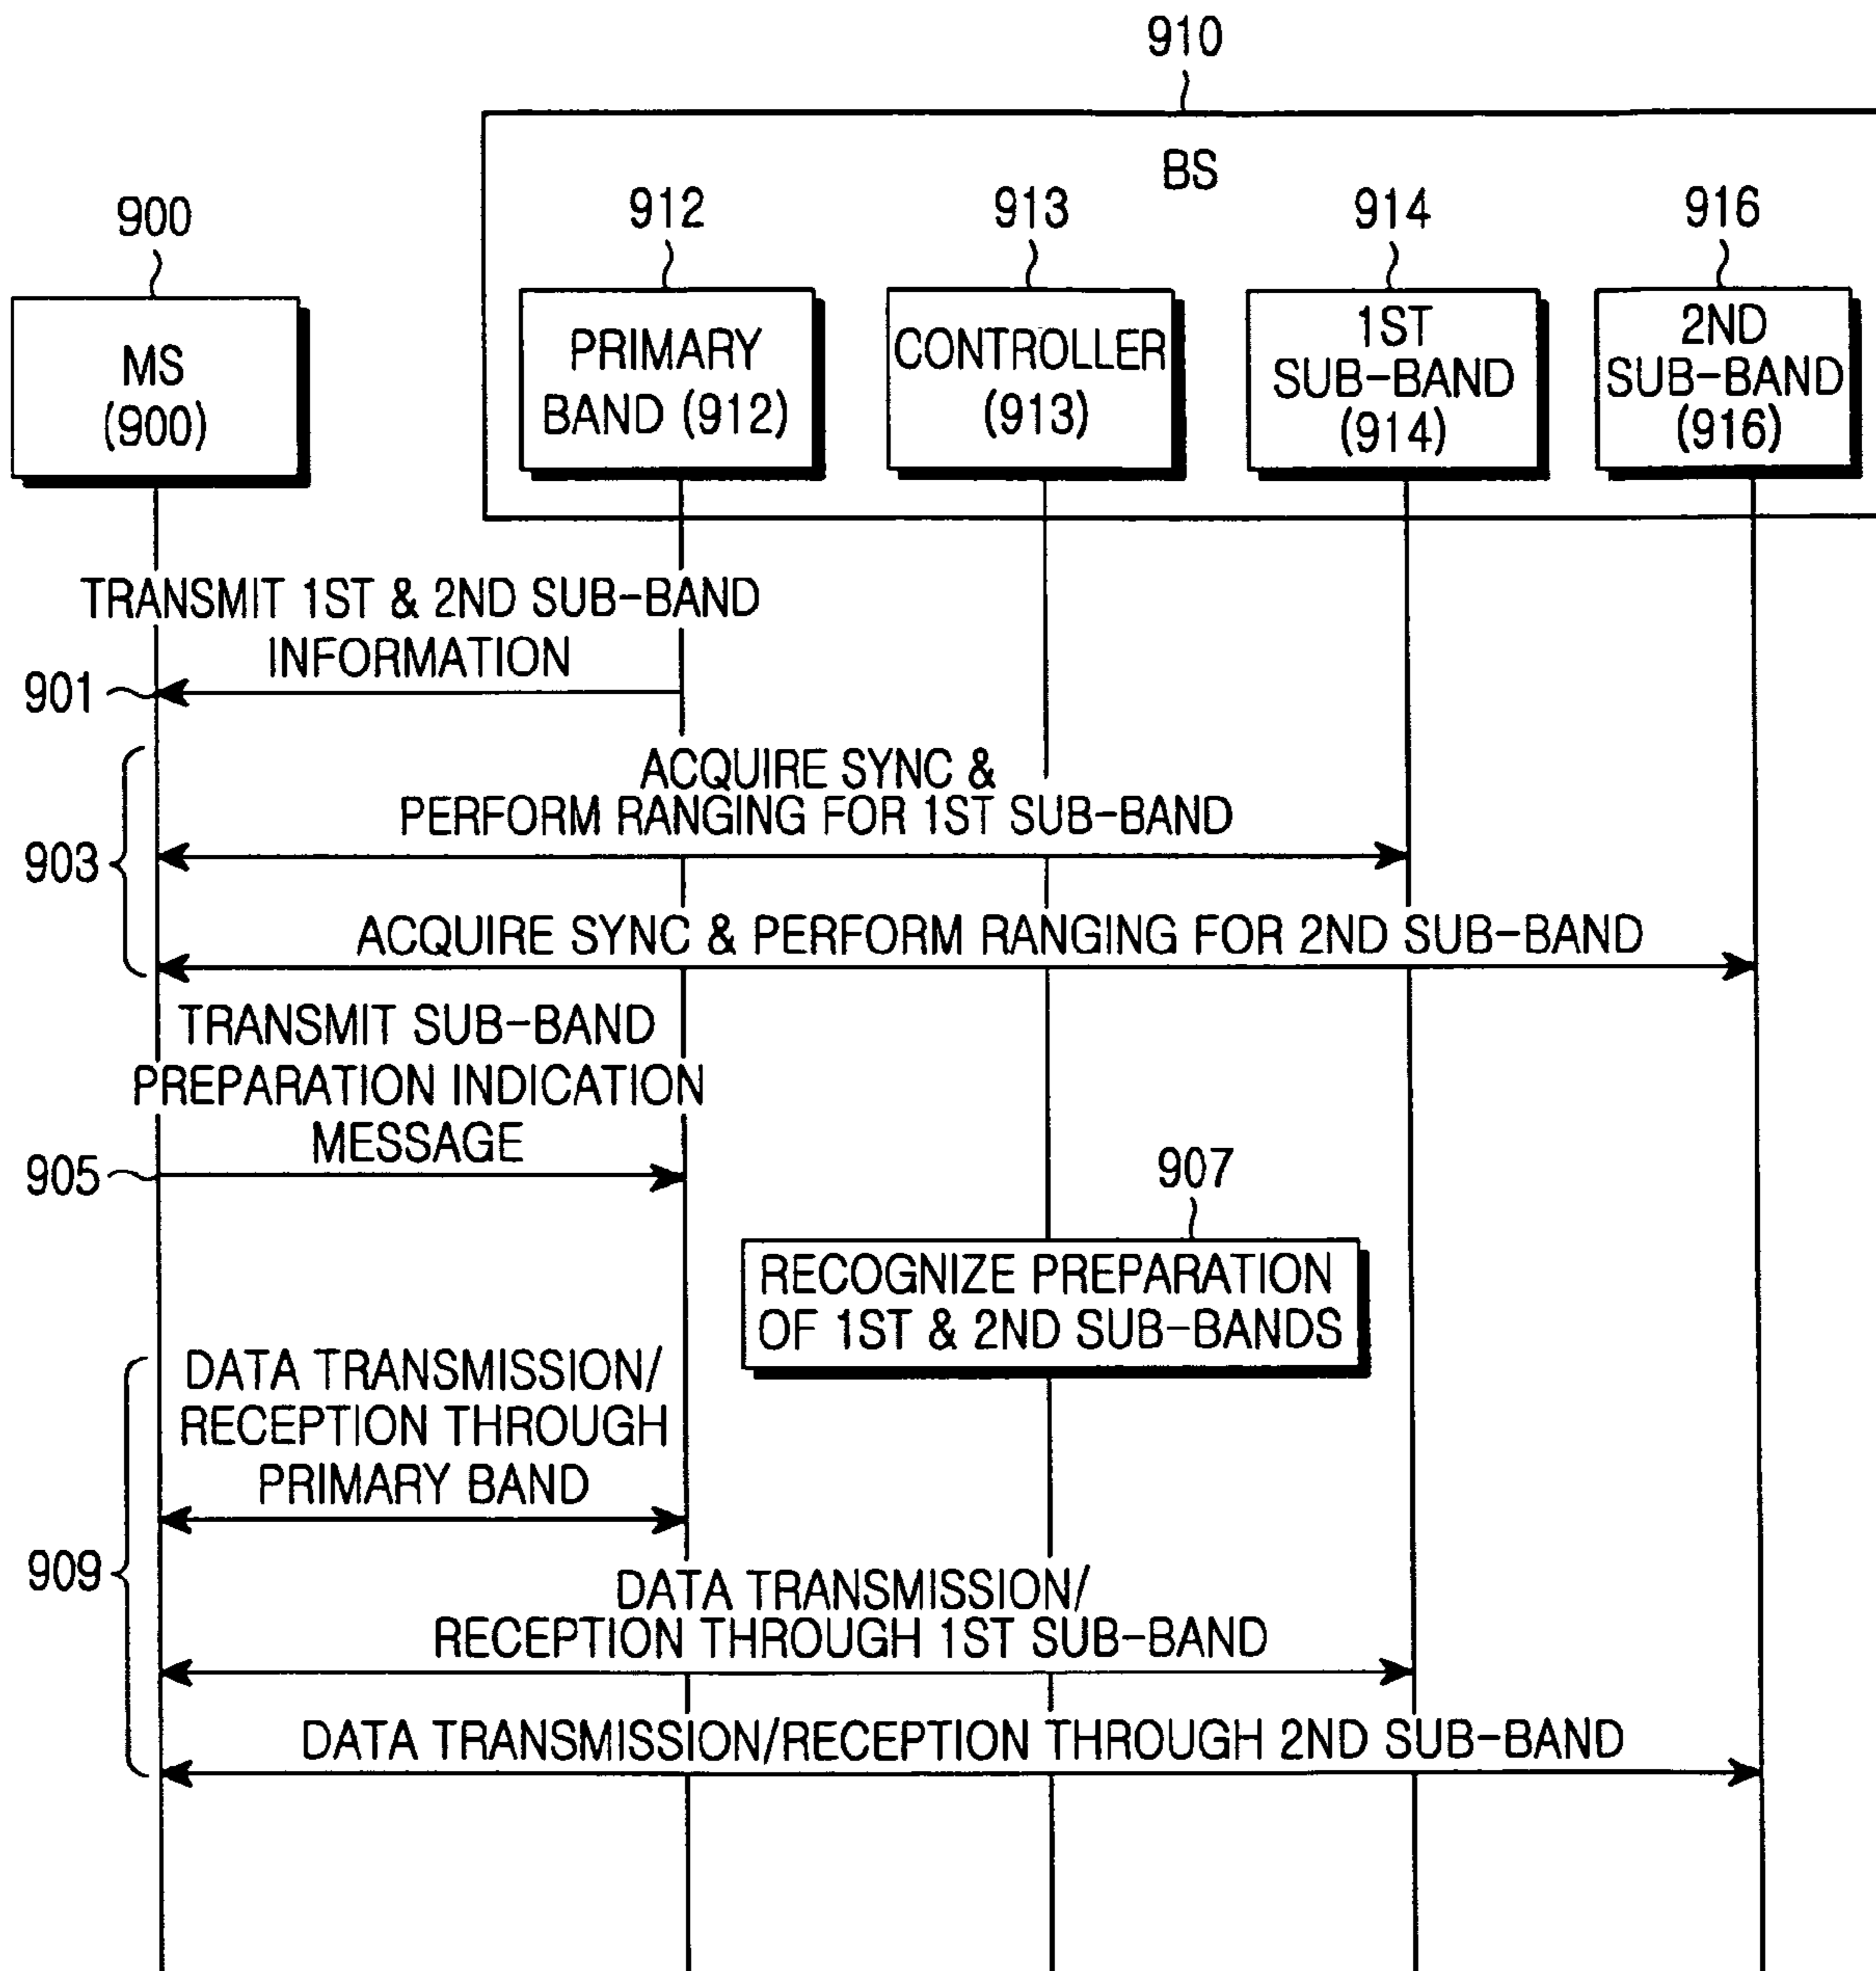 910
BS
900
912
913
914
916
MS
(900)
PRIMARY
BAND (912)
CONTROLLER
(913)
1ST
SUB-BAND
(914)
2ND
SUB-BAND
(916)
TRANSMIT 1ST & 2ND SUB-BAND
INFORMATION
901
ACQUIRE SYNC &
PERFORM RANGING FOR 1ST SUB-BAND
903
ACQUIRE SYNC & PERFORM RANGING FOR 2ND SUB-BAND
TRANSMIT SUB-BAND
PREPARATION INDICATION
MESSAGE
905
907
RECOGNIZE PREPARATION
OF 1ST & 2ND SUB-BANDS
DATA TRANSMISSION/
RECEPTION THROUGH
PRIMARY BAND
909
DATA TRANSMISSION/
RECEPTION THROUGH 1ST SUB-BAND
DATA TRANSMISSION/RECEPTION THROUGH 2ND SUB-BAND